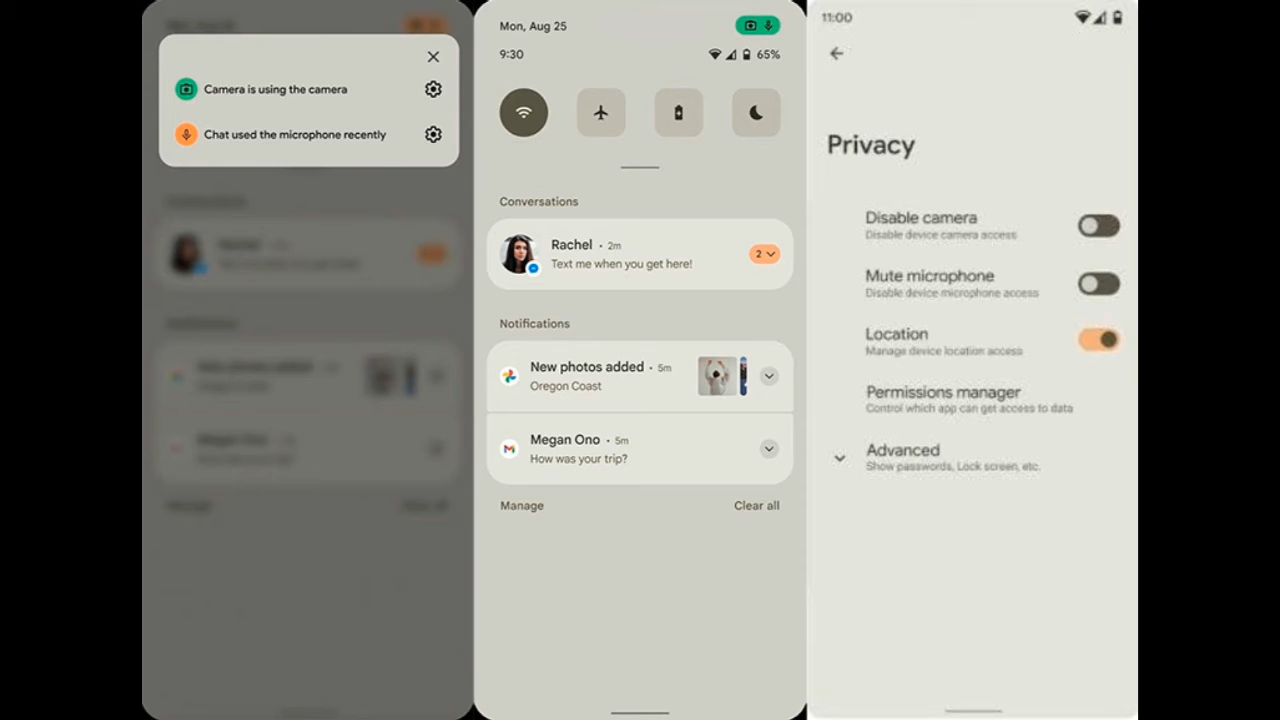 Camera is using the camera
Chat used the microphone recently
Mon, Aug 25
9:30
65%
Conversations
Rachel • 2m
Text me when you get here!
2
Notifications
New photos added • 5m
Oregon Coast
Megan Ono • 5m
How was your trip?
Manage
Clear all
11:00
Privacy
Disable camera
Disable device camera access
Mute microphone
Disable device microphone access
Location
Manage device location access
Permissions manager
Control which app can get access to data
Advanced
Show passwords, Lock screen, etc.